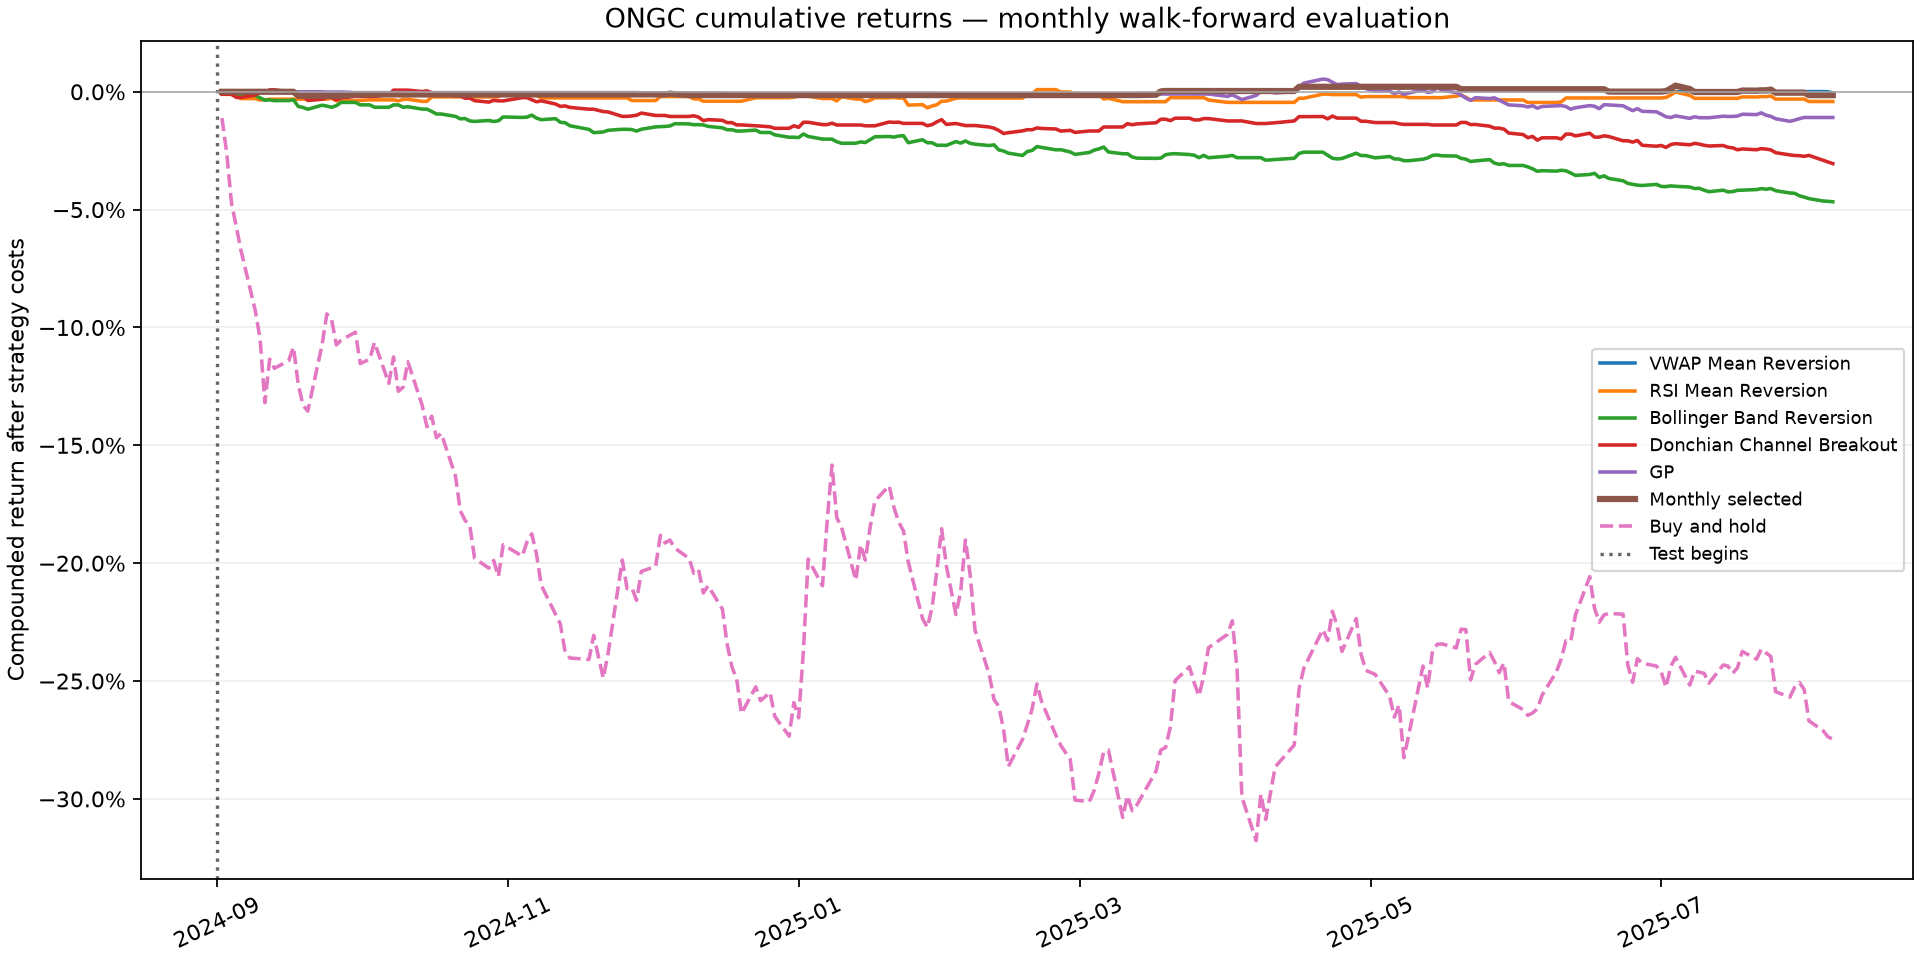 ONGC cumulative returns — monthly walk-forward evaluation
Compounded return after strategy costs
0.0%
−5.0%
−10.0%
−15.0%
−20.0%
−25.0%
−30.0%
VWAP Mean Reversion
RSI Mean Reversion
Bollinger Band Reversion
Donchian Channel Breakout
GP
Monthly selected
Buy and hold
Test begins
2024-09
2024-11
2025-01
2025-03
2025-05
2025-07